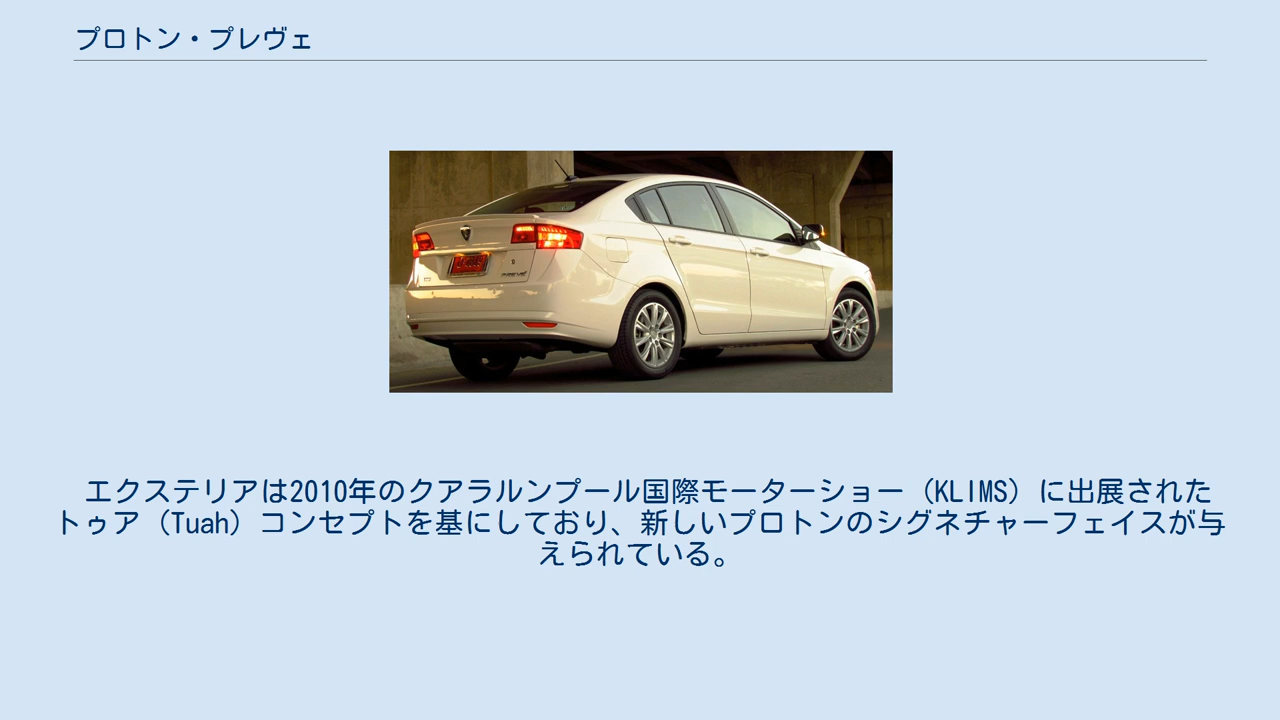 プロトン・プレヴェ
エクステリアは2010年のクアラルンプール国際モーターショー（KLIMS）に出展された
トゥア（Tuah）コンセプトを基にしており、新しいプロトンのシグネチャーフェイスが与
えられている。